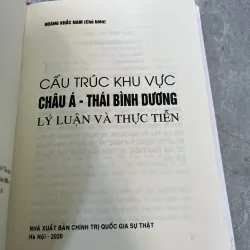 HOÀNG KHẮC NAM (Chủ biên)
CẤU TRÚC KHU VỰC
CHÂU Á - THÁI BÌNH DƯƠNG
LÝ LUẬN VÀ THỰC TIỄN
NHÀ XUẤT BẢN CHÍNH TRỊ QUỐC GIA SỰ THẬT
Hà Nội - 2020